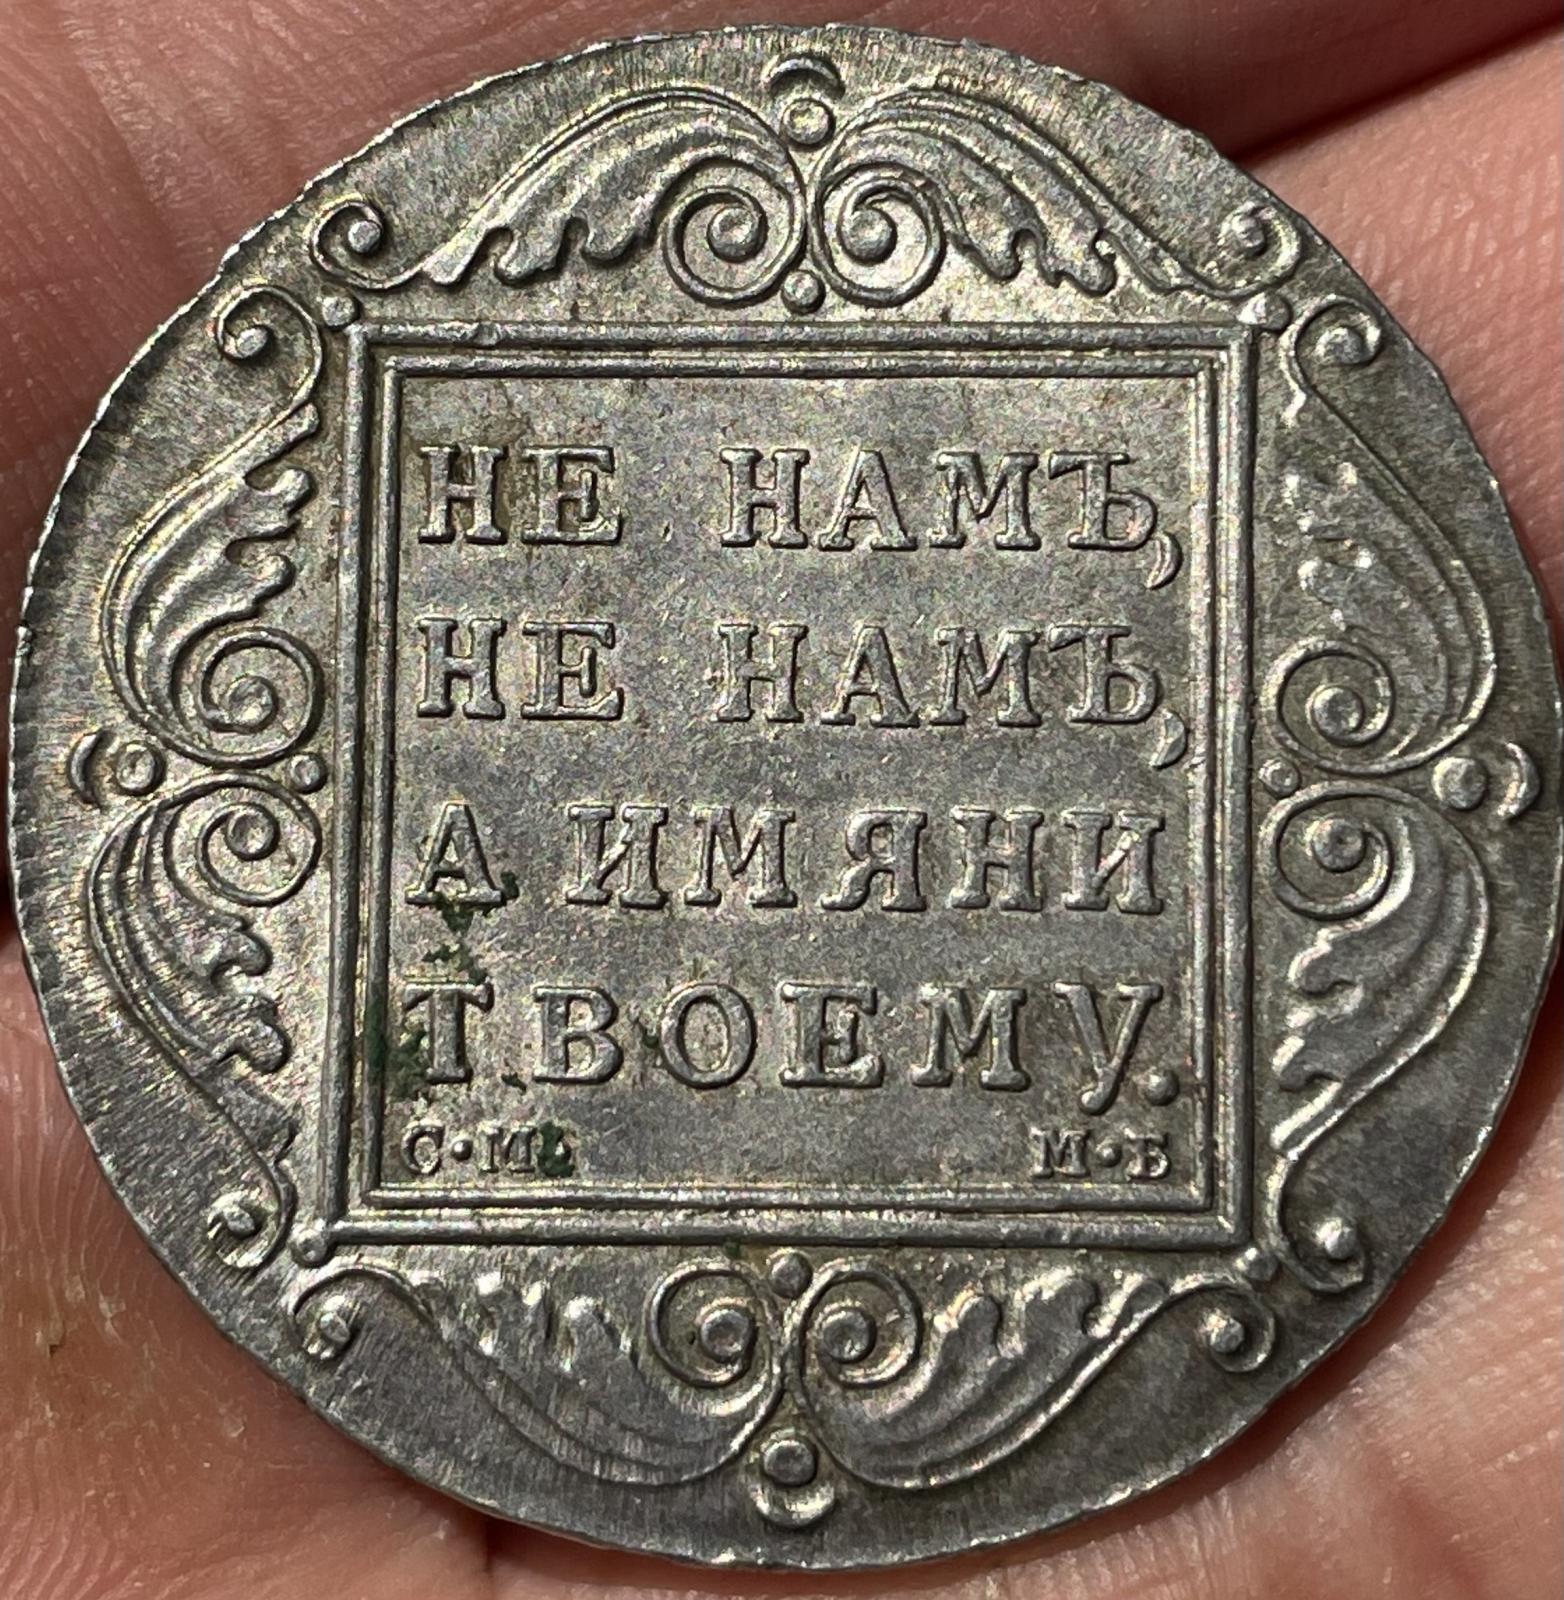 НЕ НАМЪ,
НЕ НАМЪ,
А ИМЯНИ
ТВОЕМУ.
С·М· М·Б